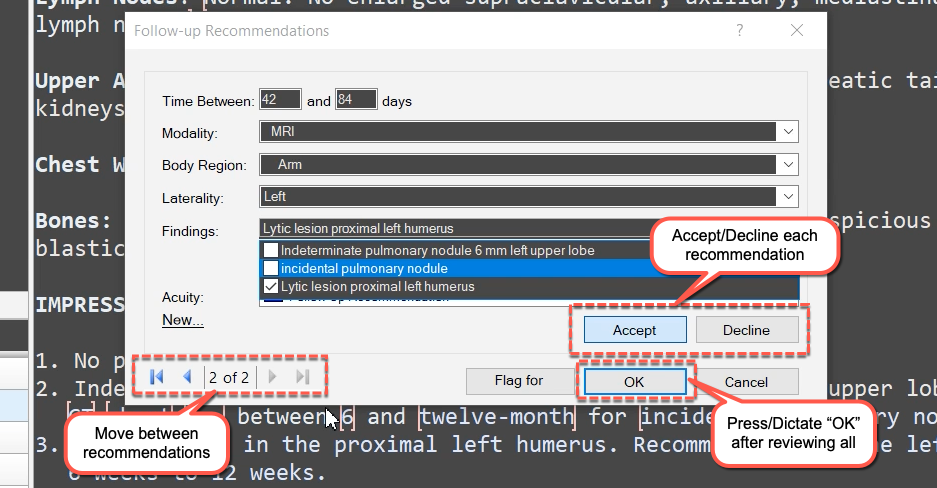 Lymph Nodes: [Normal. No enlarged supraclavicular, axillary, mediastinal
lymph n
Follow-up Recommendations
?
Upper A
eatic tai
kidneys
Time Between: 42 and 84 days
Modality: MRI
Chest W
Body Region: Arm
Laterality: Left
Bones:
spicious
blastic
Findings: Lytic lesion proximal left humerus
Indeterminate pulmonary nodule 6 mm left upper lobe
incidental pulmonary nodule
Lytic lesion proximal left humerus
Accept/Decline each
recommendation
IMPRESS
Acuity:
New...
Accept
Decline
1. No p
2 of 2
Flag for
OK
Cancel
2. Inde
upper lob
between [6] and [twelve-month for [incide
ry no
Move between
recommendations
Press/Dictate “OK”
after reviewing all
3.
in the proximal left humerus. Recomm
e lef
6 weeks to 12 weeks.